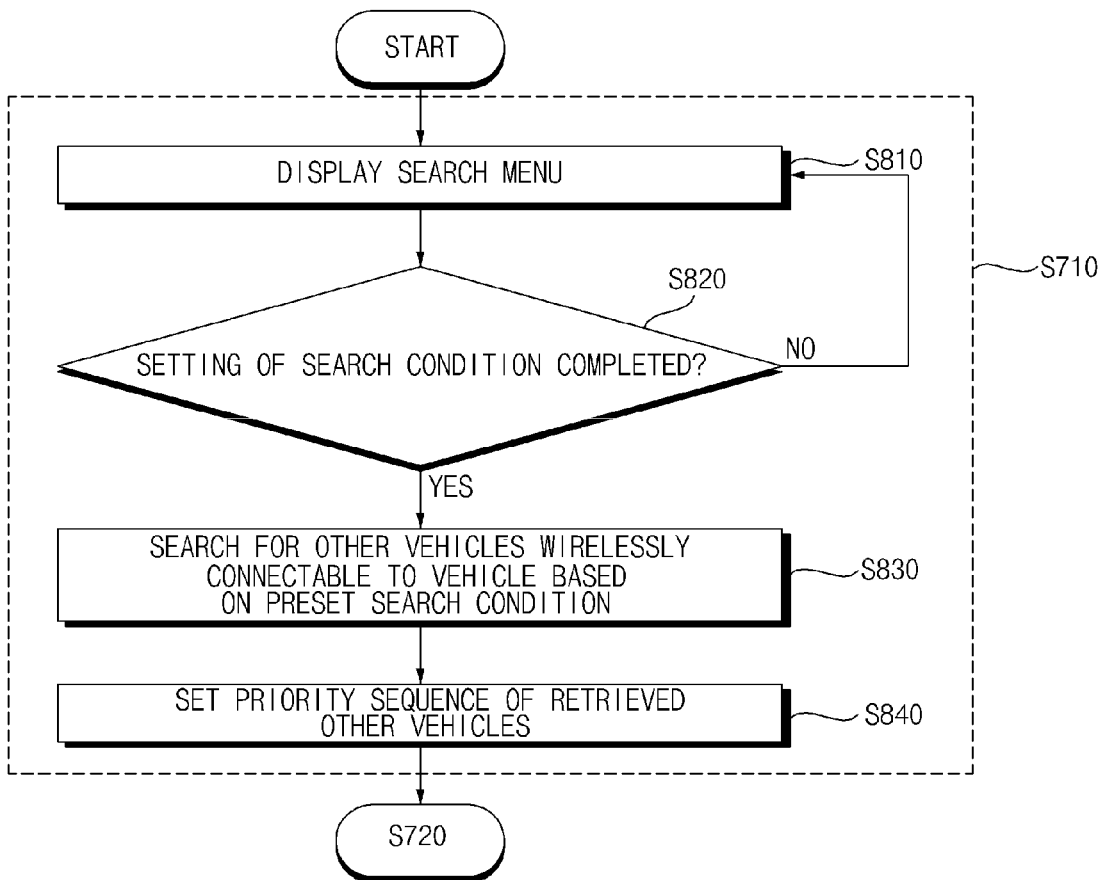 START
DISPLAY SEARCH MENU
S810
S710
S820
SETTING OF SEARCH CONDITION COMPLETED?
NO
YES
SEARCH FOR OTHER VEHICLES WIRELESSLY
CONNECTABLE TO VEHICLE BASED
ON PRESET SEARCH CONDITION
S830
SET PRIORITY SEQUENCE OF RETRIEVED
OTHER VEHICLES
S840
S720